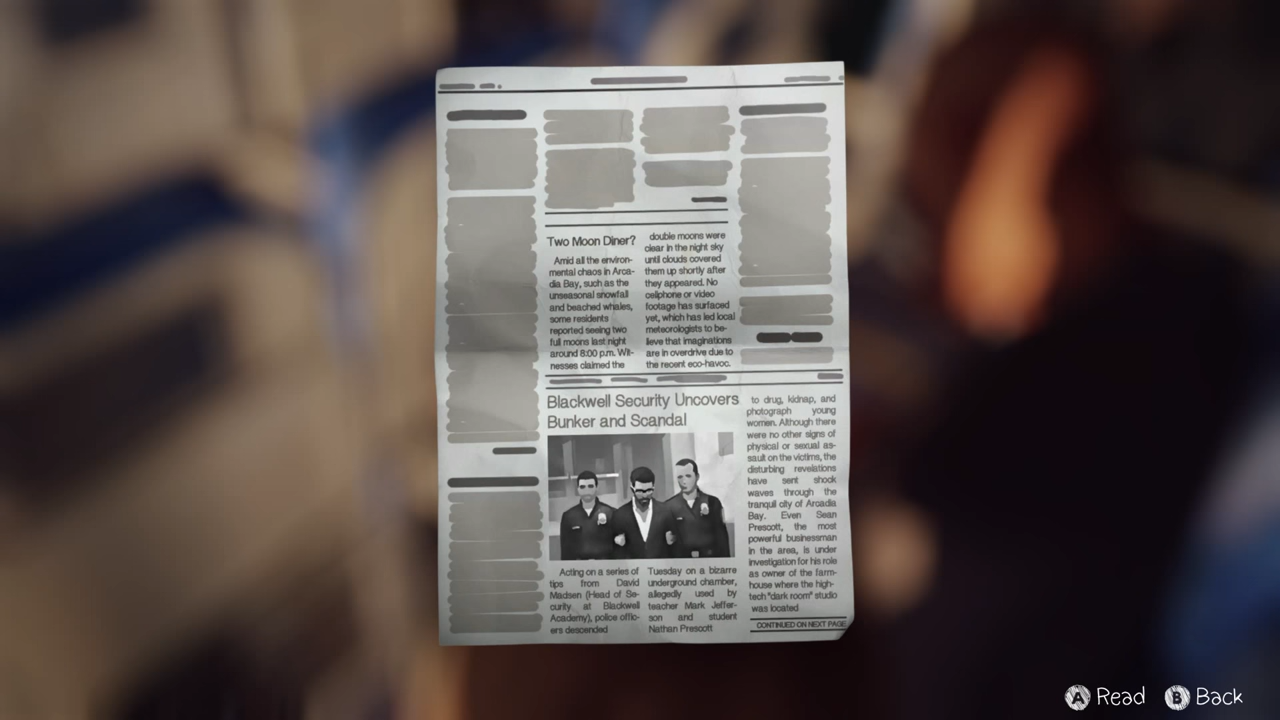 Two Moon Diner?
Amid all the environ-
mental chaos in Arca-
dia Bay, such as the
unseasonal snowfall
and beached whales,
some residents
reported seeing two
full moons last night
around 8:00 p.m. Wit-
nesses claimed the
double moons were
clear in the night sky
until clouds covered
them up shortly after
they appeared. No
cellphone or video
footage has surfaced
yet, which has led local
meteorologists to be-
lieve that imaginations
are in overdrive due to
the recent eco-havoc.
Blackwell Security Uncovers
Bunker and Scandal
Acting on a series of
tips from David
Madsen (Head of Se-
curity at Blackwell
Academy), police offic-
ers descended
Tuesday on a bizarre
underground chamber,
allegedly used by
teacher Mark Jeffer-
son and student
Nathan Prescott
to drug, kidnap, and
photograph young
women. Although there
were no other signs of
physical or sexual as-
sault on the victims, the
disturbing revelations
have sent shock
waves through the
tranquil city of Arcadia
Bay. Even Sean
Prescott, the most
powerful businessman
in the area, is under
investigation for his role
as owner of the farm-
house where the high-
tech "dark room" studio
was located
CONTINUED ON NEXT PAGE
A Read B Back